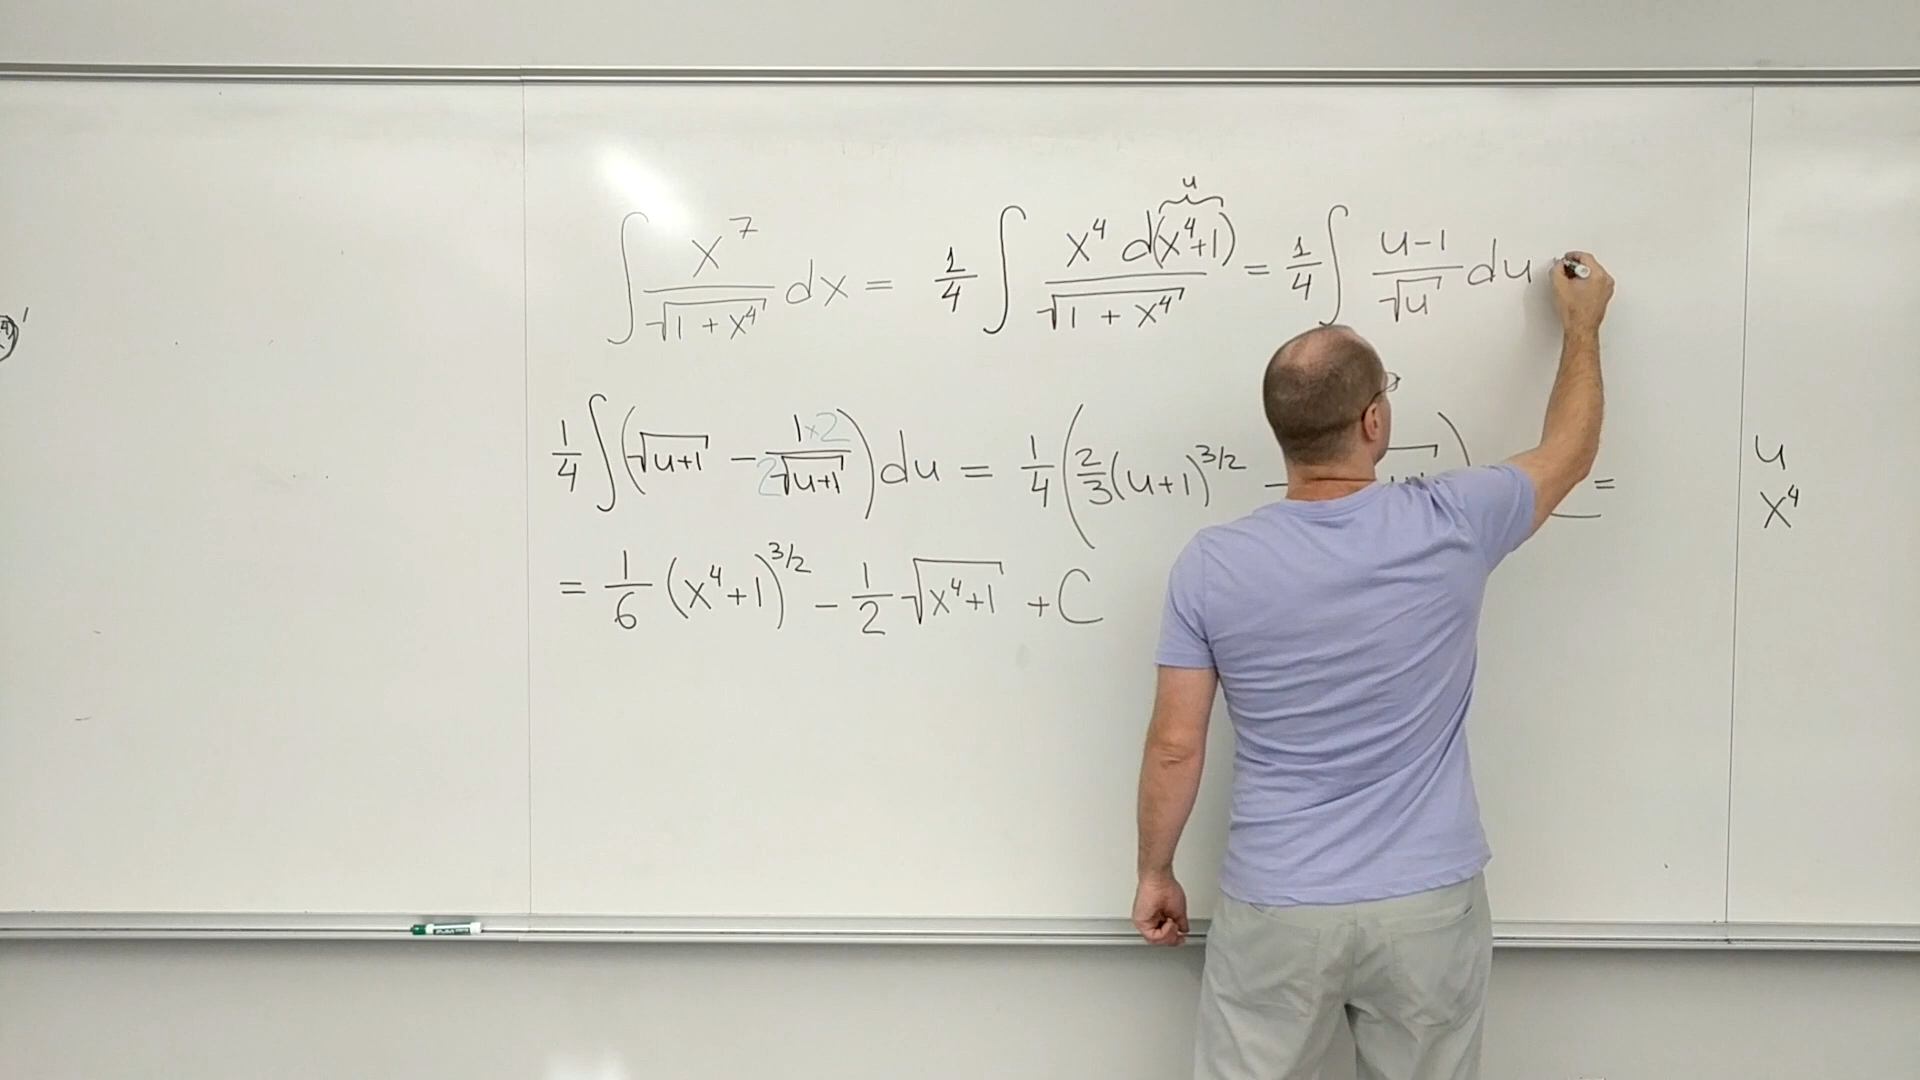 u
∫ x⁷/√(1 + x⁴) dx = 1/4 ∫ x⁴ d(x⁴+1)/√(1 + x⁴) = 1/4 ∫ (u-1)/√u du
1/4 ∫ (√(u+1) - 1×2/2√(u+1)) du = 1/4 (2/3 (u+1)^3/2 - ) =
= 1/6 (x⁴+1)^3/2 - 1/2 √(x⁴+1) + C
u
x⁴